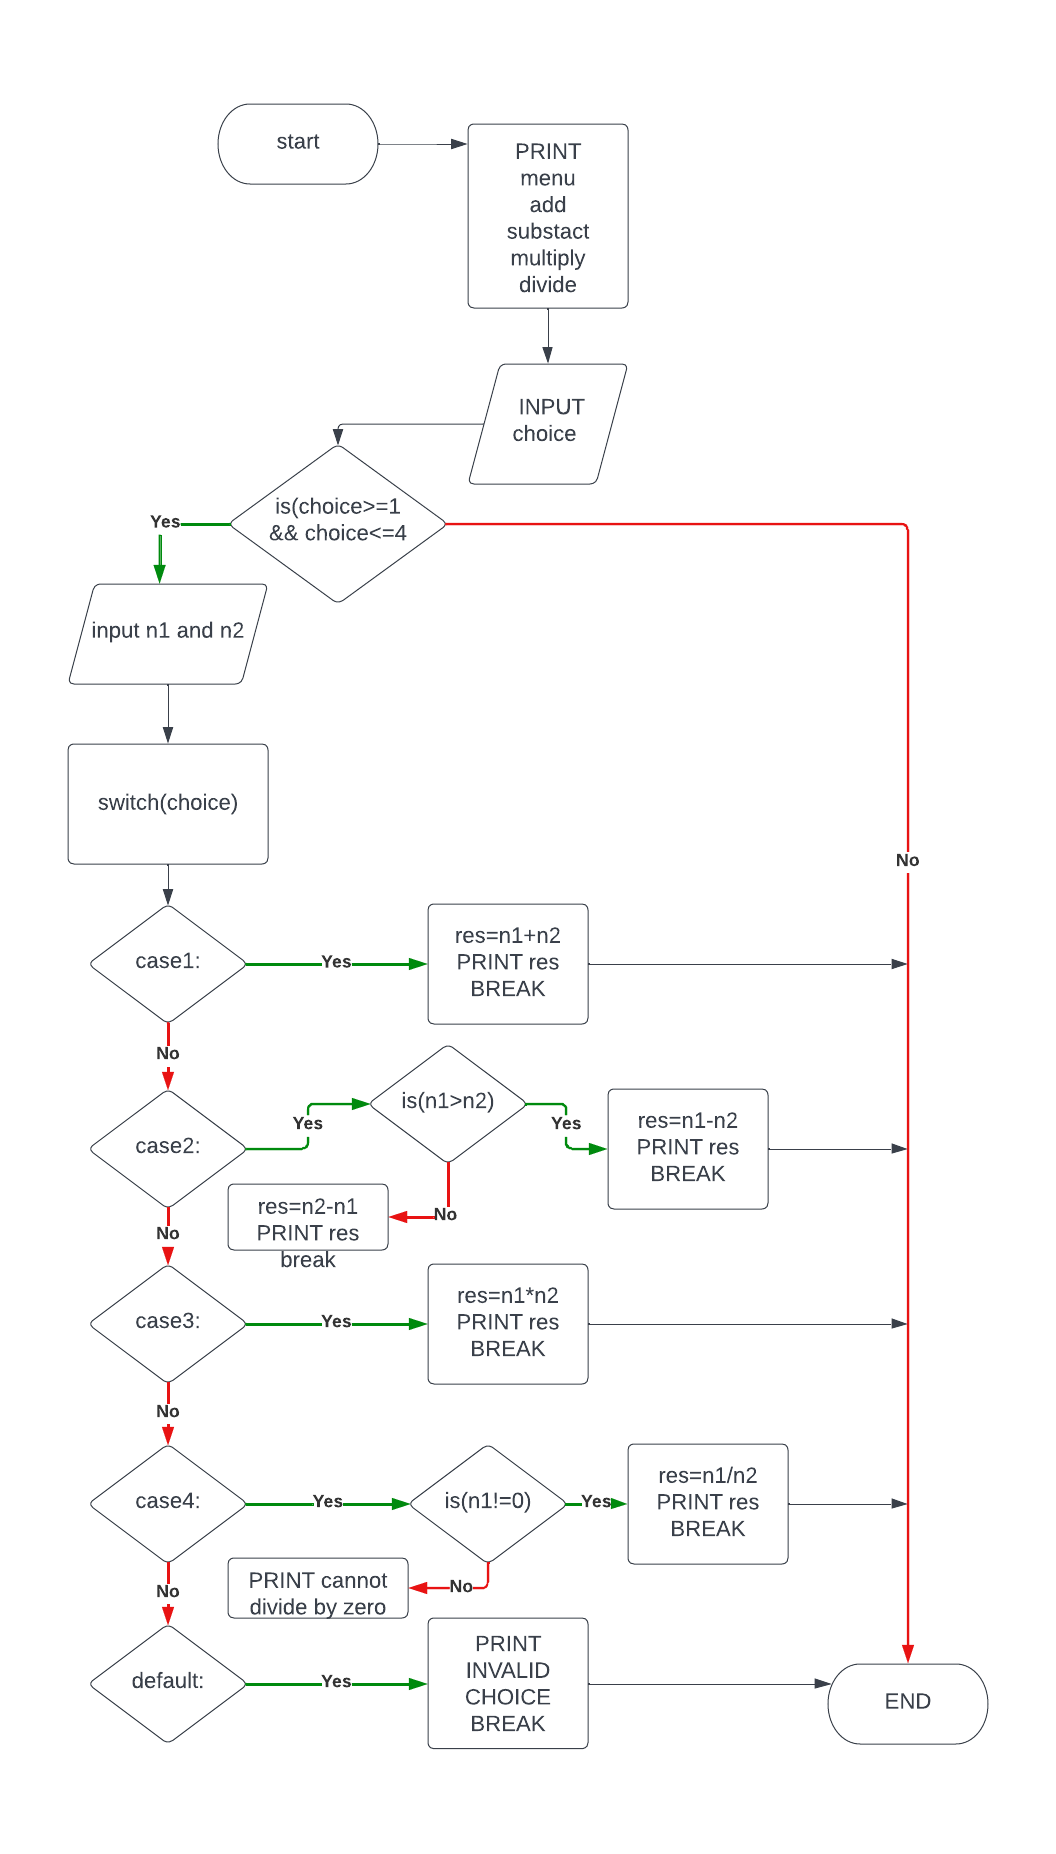 start
PRINT
menu
add
substact
multiply
divide
INPUT
choice
is(choice>=1
&& choice<=4
Yes
input n1 and n2
switch(choice)
No
case1:
Yes
res=n1+n2
PRINT res
BREAK
No
case2:
Yes
is(n1>n2)
Yes
res=n1-n2
PRINT res
BREAK
No
res=n2-n1
PRINT res
break
No
case3:
Yes
res=n1*n2
PRINT res
BREAK
No
case4:
Yes
is(n1!=0)
Yes
res=n1/n2
PRINT res
BREAK
No
PRINT cannot
divide by zero
No
default:
Yes
PRINT
INVALID
CHOICE
BREAK
END